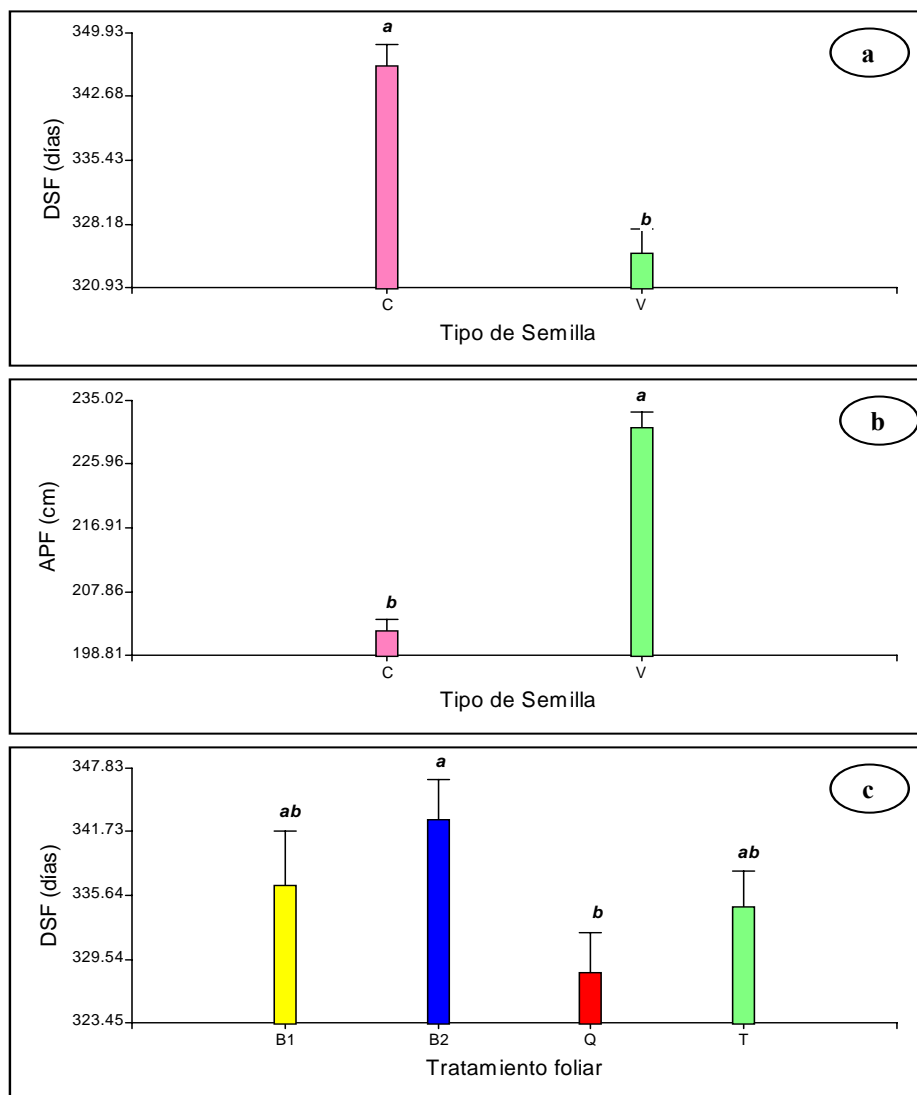 a
349.93
a
342.68
335.43
DSF (días)
328.18
b
320.93
C
V
Tipo de Semilla
b
235.02
a
225.96
216.91
APF (cm)
207.86
b
198.81
C
V
Tipo de Semilla
c
347.83
a
ab
341.73
ab
335.64
DSF (días)
b
329.54
323.45
B1
B2
Q
T
Tratamiento foliar